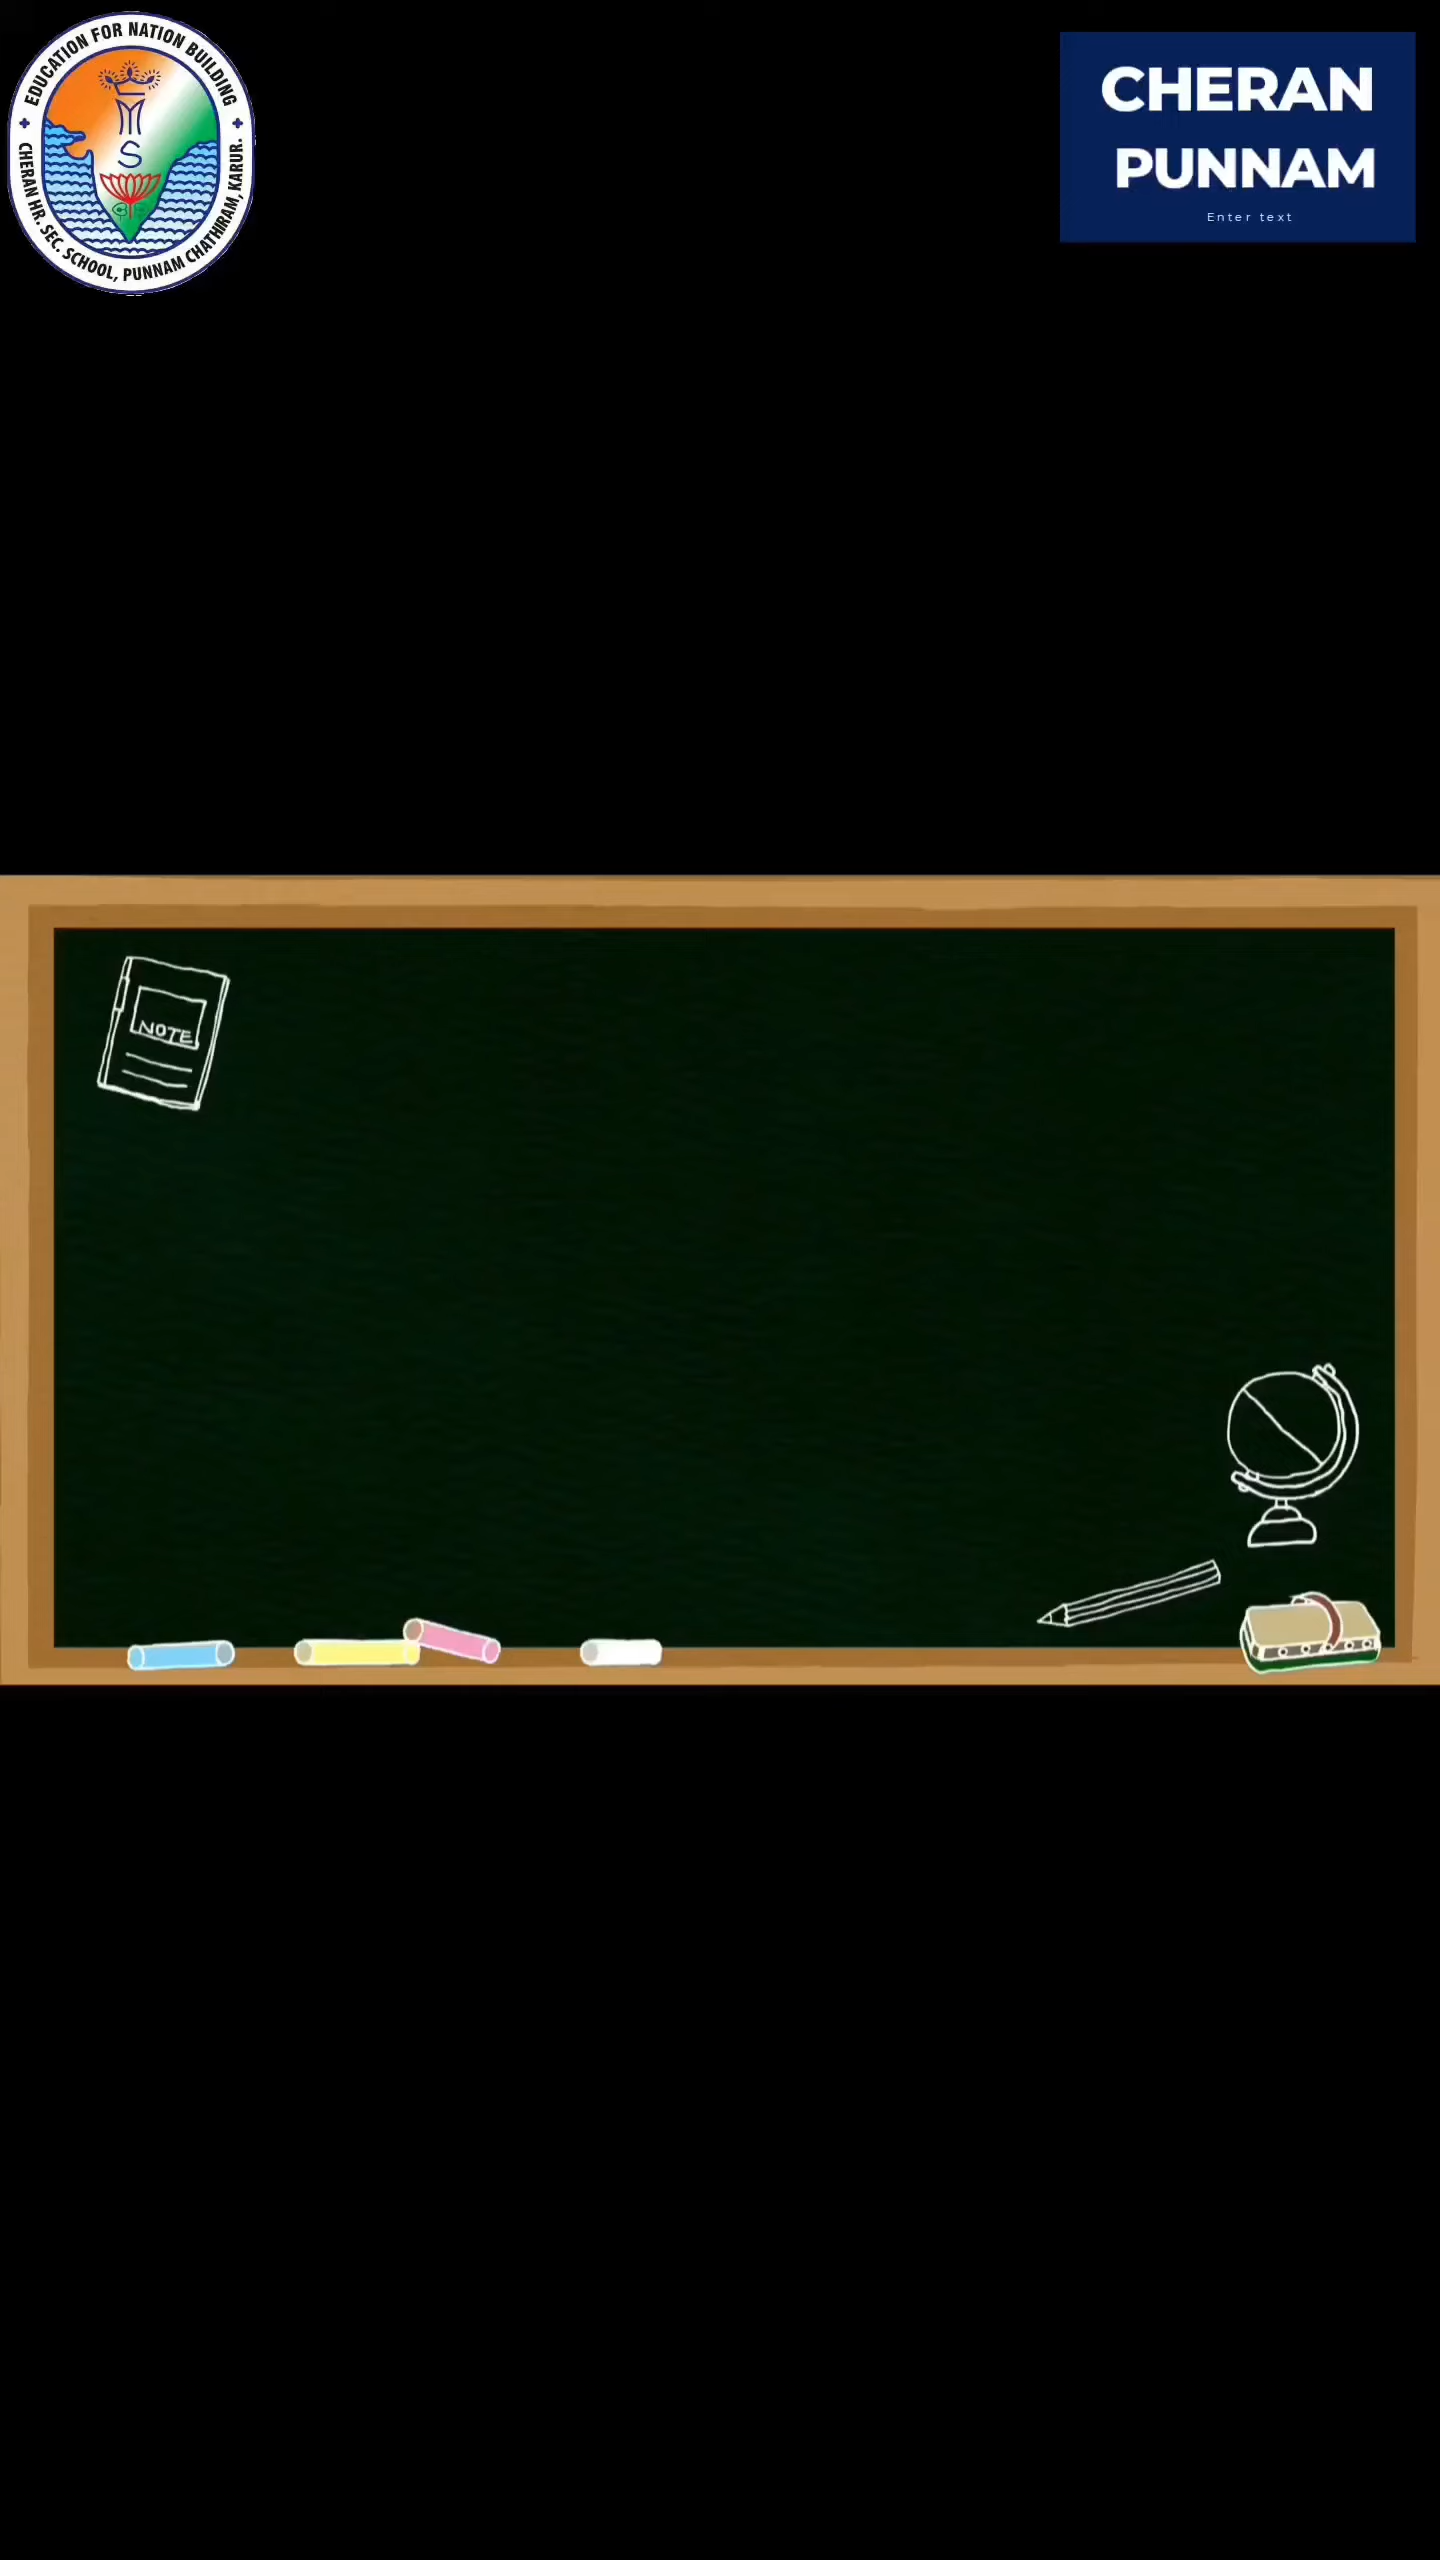 EDUCATION FOR NATION BUILDING
CHERAN HR. SEC. SCHOOL, PUNNAM CHATHIRAM, KARUR.
S
CHERAN
PUNNAM
Enter text
NOTE